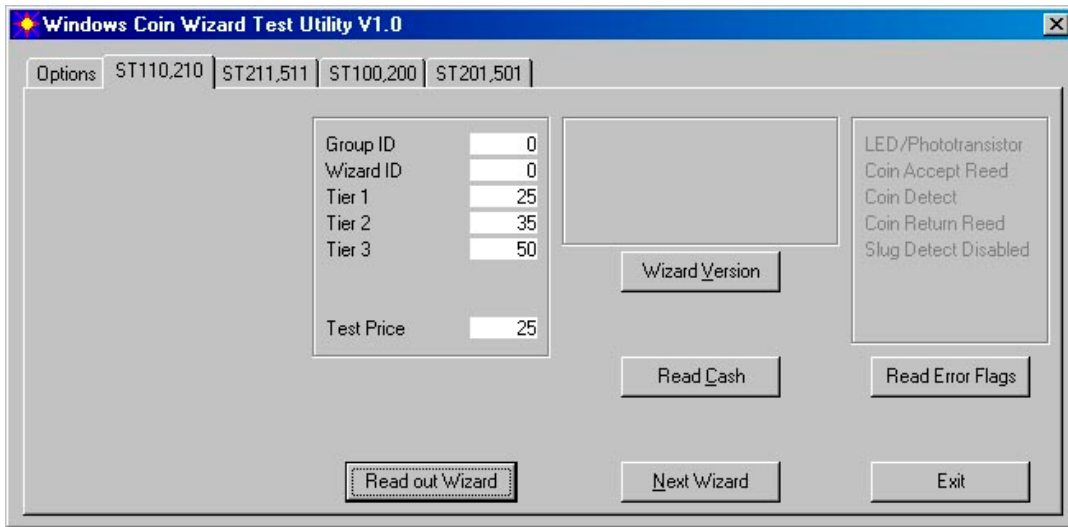 Windows Coin Wizard Test Utility V1.0
Options ST110,210 ST211,511 ST100,200 ST201,501
Group ID 0
Wizard ID 0
Tier 1 25
Tier 2 35
Tier 3 50
Test Price 25
Wizard Version
Read Cash
LED/Phototransistor
Coin Accept Reed
Coin Detect
Coin Return Reed
Slug Detect Disabled
Read Error Flags
Read out Wizard
Next Wizard
Exit